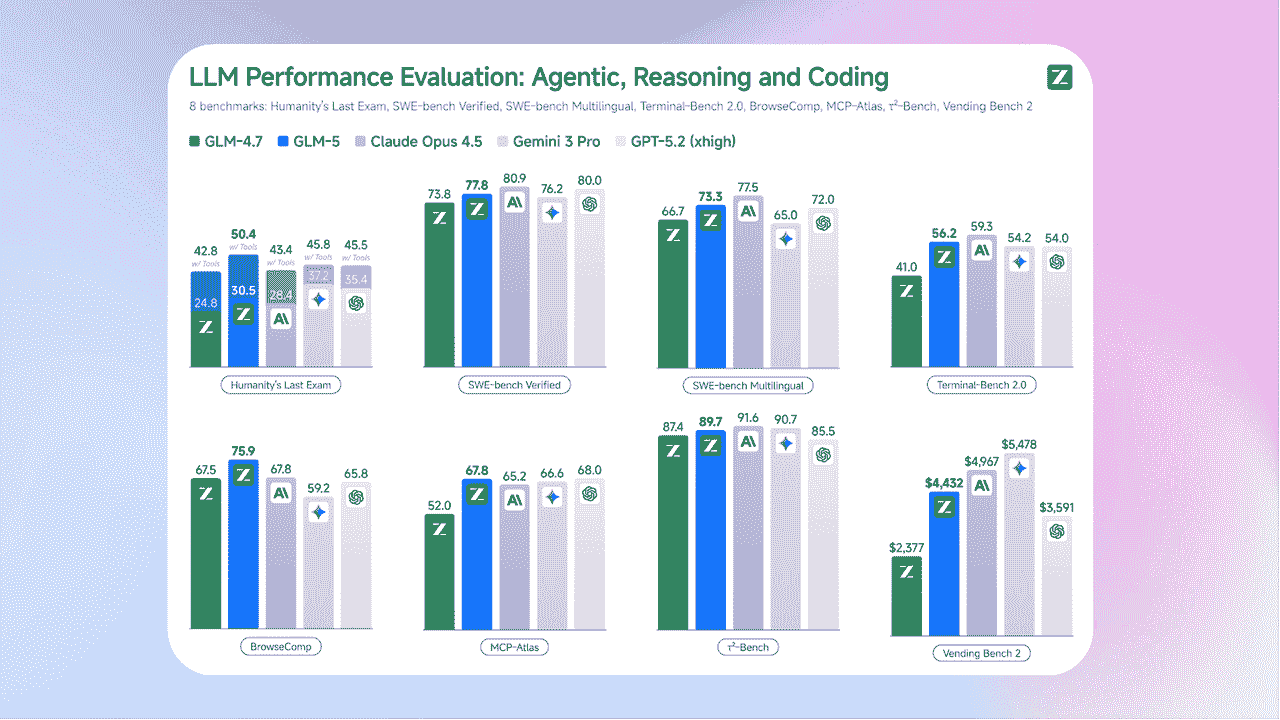 LLM Performance Evaluation: Agentic, Reasoning and Coding
8 benchmarks: Humanity's Last Exam, SWE-bench Verified, SWE-bench Multilingual, Terminal-Bench 2.0, BrowseComp, MCP-Atlas, τ²-Bench, Vending Bench 2
GLM-4.7 GLM-5 Claude Opus 4.5 Gemini 3 Pro GPT-5.2 (xhigh)
42.8 50.4 43.4 45.8 45.5
w/ Tools w/ Tools w/ Tools w/ Tools w/ Tools
24.8 30.5 28.4 37.2 35.4
Humanity's Last Exam
73.8 77.8 80.9 76.2 80.0
SWE-bench Verified
66.7 73.3 77.5 65.0 72.0
SWE-bench Multilingual
41.0 56.2 59.3 54.2 54.0
Terminal-Bench 2.0
67.5 75.9 67.8 59.2 65.8
BrowseComp
52.0 67.8 65.2 66.6 68.0
MCP-Atlas
87.4 89.7 91.6 90.7 85.5
τ²-Bench
$2,377 $4,432 $4,967 $5,478 $3,591
Vending Bench 2